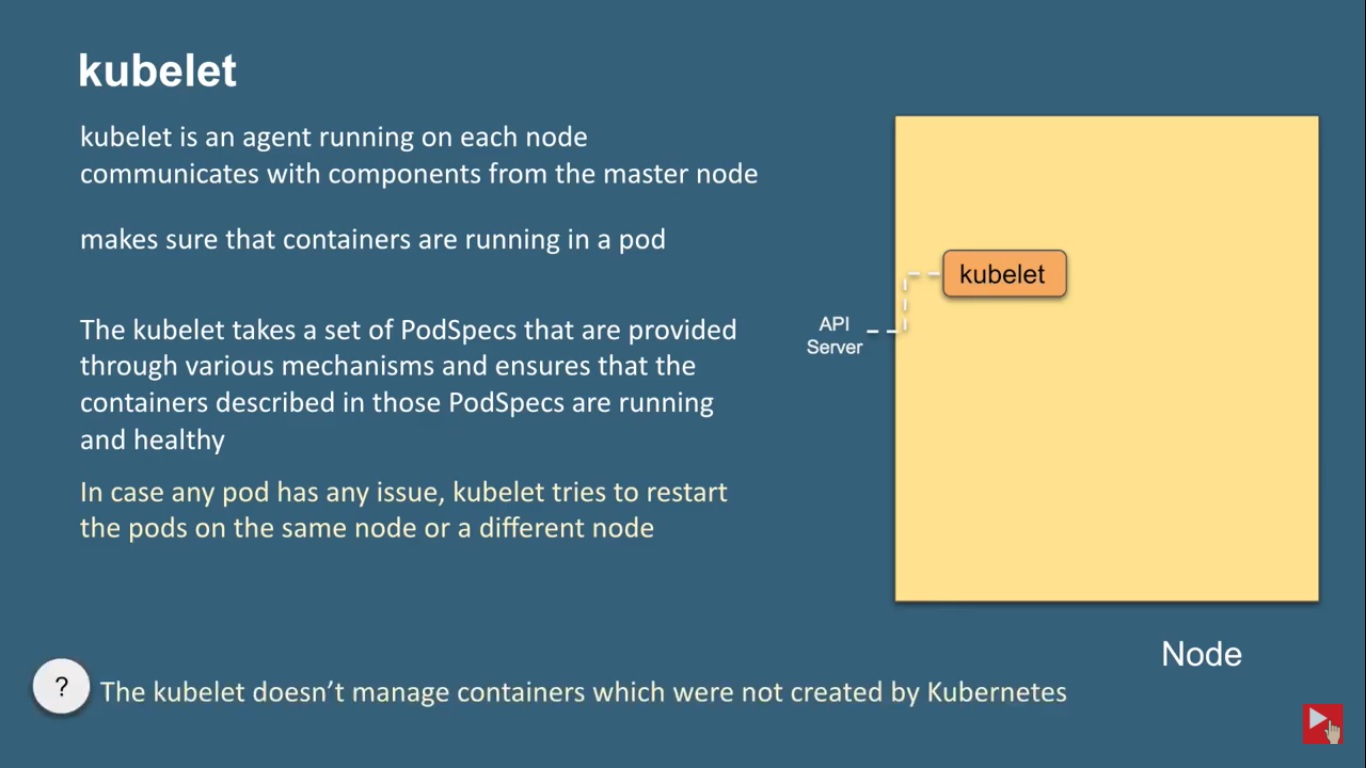 kubelet
kubelet is an agent running on each node
communicates with components from the master node
makes sure that containers are running in a pod
The kubelet takes a set of PodSpecs that are provided
through various mechanisms and ensures that the
containers described in those PodSpecs are running
and healthy
In case any pod has any issue, kubelet tries to restart
the pods on the same node or a different node
kubelet
API
Server
Node
?
The kubelet doesn’t manage containers which were not created by Kubernetes